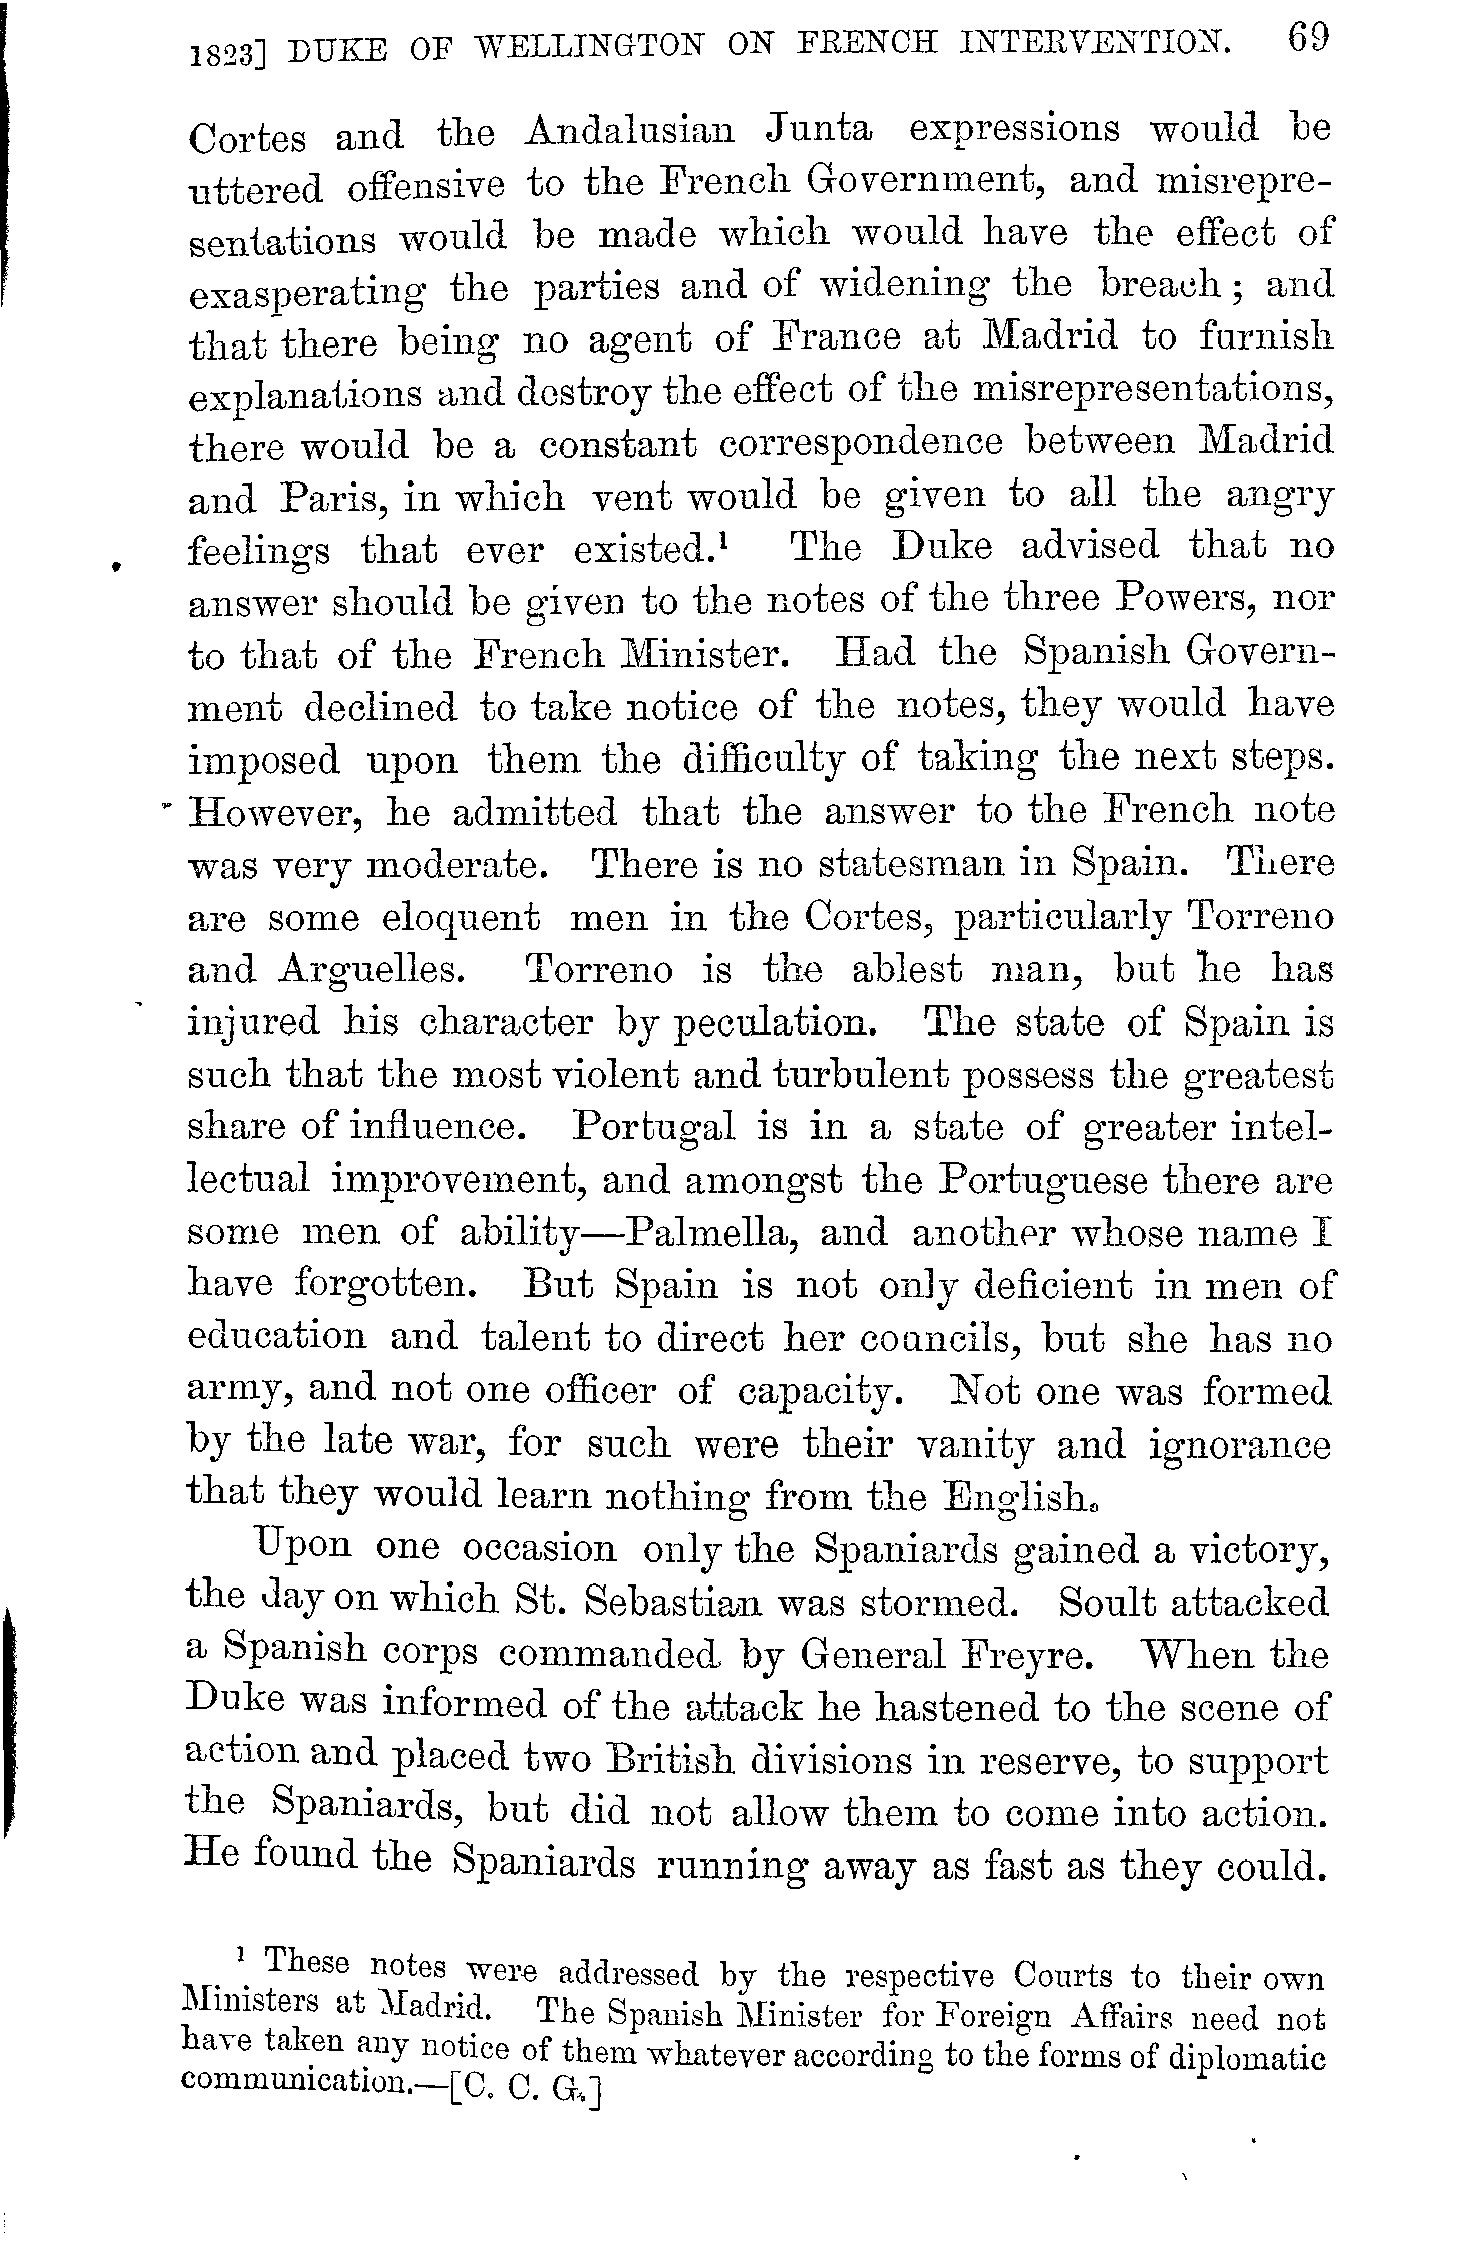 1823] DUKE OF WELLINGTON ON FRENCH INTERVENTION. 69
Cortes and the Andalusian Junta expressions would be
uttered offensive to the French Government, and misrepre-
sentations would be made which would have the effect of
exasperating the parties and of widening the breach; and
that there being no agent of France at Madrid to furnish
explanations and destroy the effect of the misrepresentations,
there would be a constant correspondence between Madrid
and Paris, in which vent would be given to all the angry
feelings that ever existed.¹ The Duke advised that no
answer should be given to the notes of the three Powers, nor
to that of the French Minister. Had the Spanish Govern-
ment declined to take notice of the notes, they would have
imposed upon them the difficulty of taking the next steps.
However, he admitted that the answer to the French note
was very moderate. There is no statesman in Spain. There
are some eloquent men in the Cortes, particularly Torreno
and Arguelles. Torreno is the ablest man, but he has
injured his character by peculation. The state of Spain is
such that the most violent and turbulent possess the greatest
share of influence. Portugal is in a state of greater intel-
lectual improvement, and amongst the Portuguese there are
some men of ability—Palmella, and another whose name I
have forgotten. But Spain is not only deficient in men of
education and talent to direct her councils, but she has no
army, and not one officer of capacity. Not one was formed
by the late war, for such were their vanity and ignorance
that they would learn nothing from the English.
Upon one occasion only the Spaniards gained a victory,
the day on which St. Sebastian was stormed. Soult attacked
a Spanish corps commanded by General Freyre. When the
Duke was informed of the attack he hastened to the scene of
action and placed two British divisions in reserve, to support
the Spaniards, but did not allow them to come into action.
He found the Spaniards running away as fast as they could.
¹ These notes were addressed by the respective Courts to their own
Ministers at Madrid. The Spanish Minister for Foreign Affairs need not
have taken any notice of them whatever according to the forms of diplomatic
communication.—[C. C. G.]